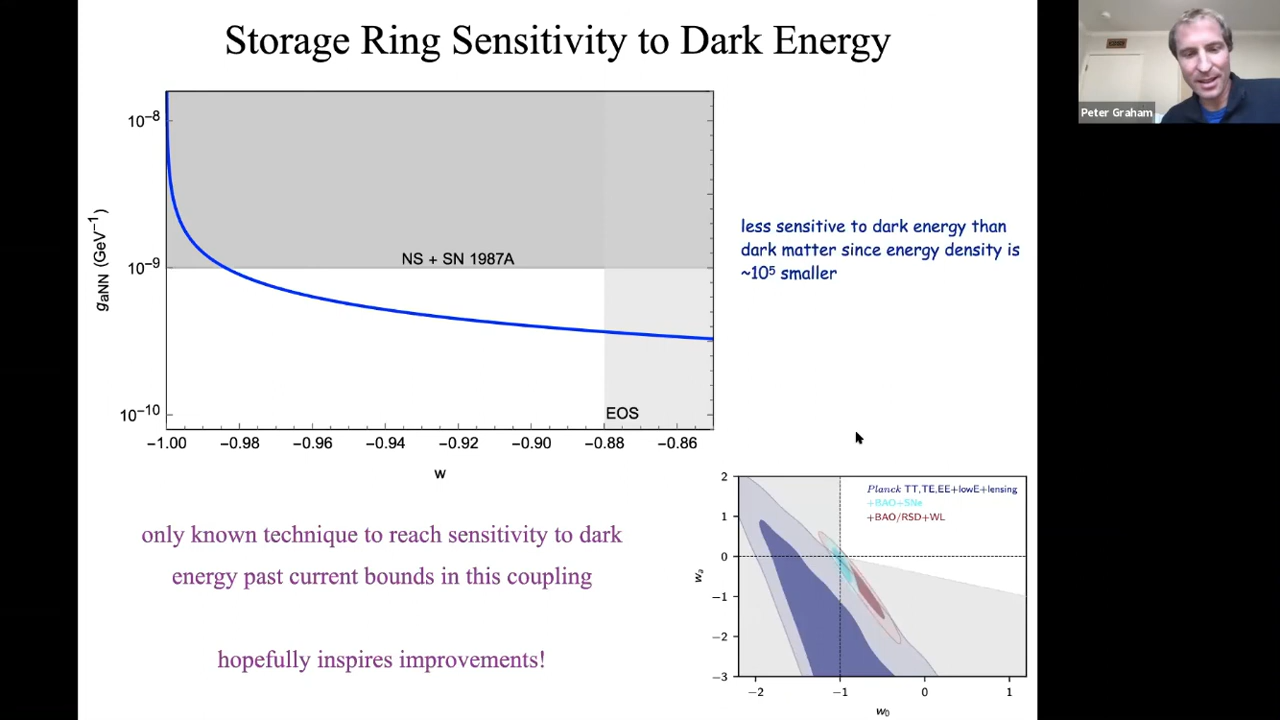 Storage Ring Sensitivity to Dark Energy
Peter Graham
10⁻⁸
10⁻⁹
10⁻¹⁰
g_aNN (GeV⁻¹)
NS + SN 1987A
EOS
−1.00 −0.98 −0.96 −0.94 −0.92 −0.90 −0.88 −0.86
w
less sensitive to dark energy than
dark matter since energy density is
~10⁵ smaller
only known technique to reach sensitivity to dark
energy past current bounds in this coupling
hopefully inspires improvements!
Planck TT,TE,EE+lowE+lensing
+BAO+SNe
+BAO/RSD+WL
2
1
0
−1
−2
−3
w_a
−2 −1 0 1
w₀